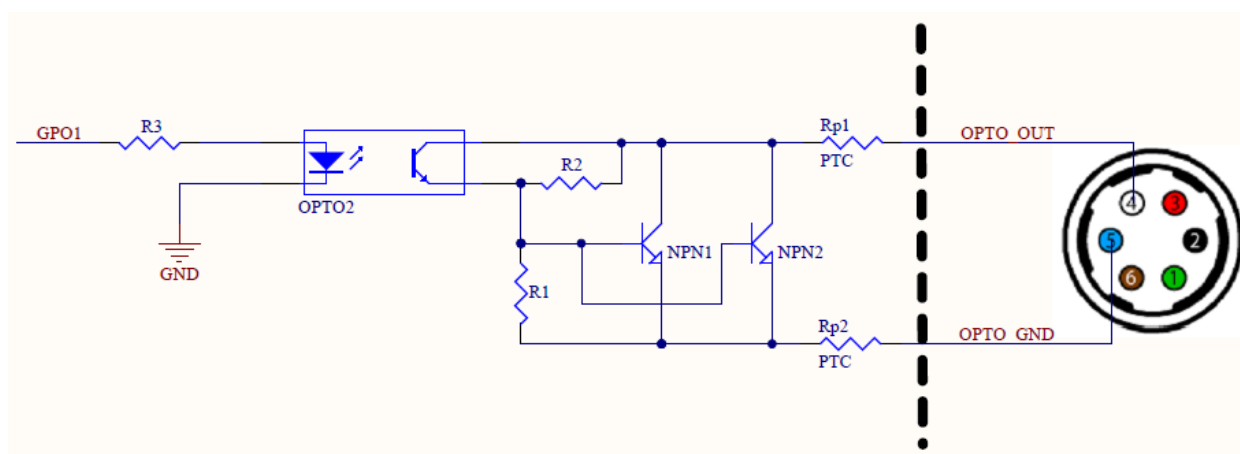 GPO1
R3
OPTO2
GND
R2
R1
NPN1
NPN2
Rp1
PTC
Rp2
PTC
OPTO_OUT
OPTO_GND
4
3
5
2
6
1